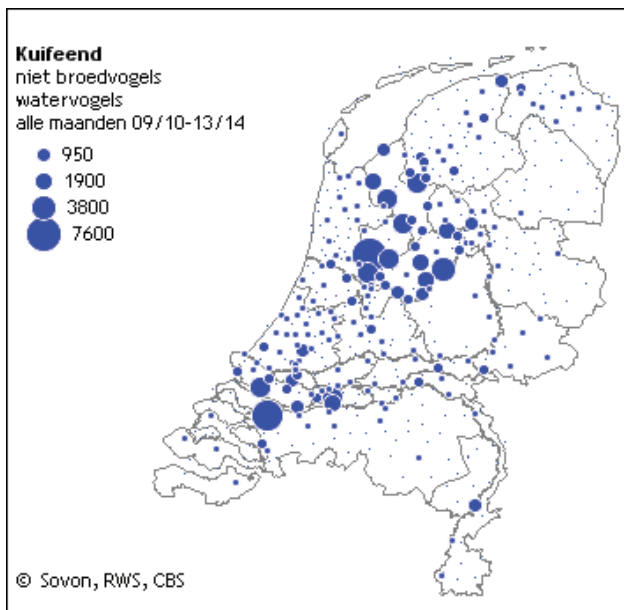 Kuifeend
niet broedvogels
watervogels
alle maanden 09/10-13/14
950
1900
3800
7600
© Sovon, RWS, CBS